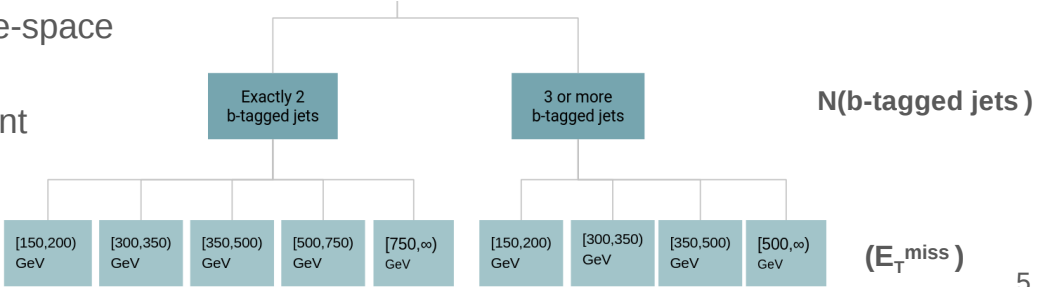 e-space
nt
Exactly 2
b-tagged jets
3 or more
b-tagged jets
N(b-tagged jets )
[150,200)
GeV
[300,350)
GeV
[350,500)
GeV
[500,750)
GeV
[750,∞)
GeV
[150,200)
GeV
[300,350)
GeV
[350,500)
GeV
[500,∞)
GeV
(E_T^miss )
5